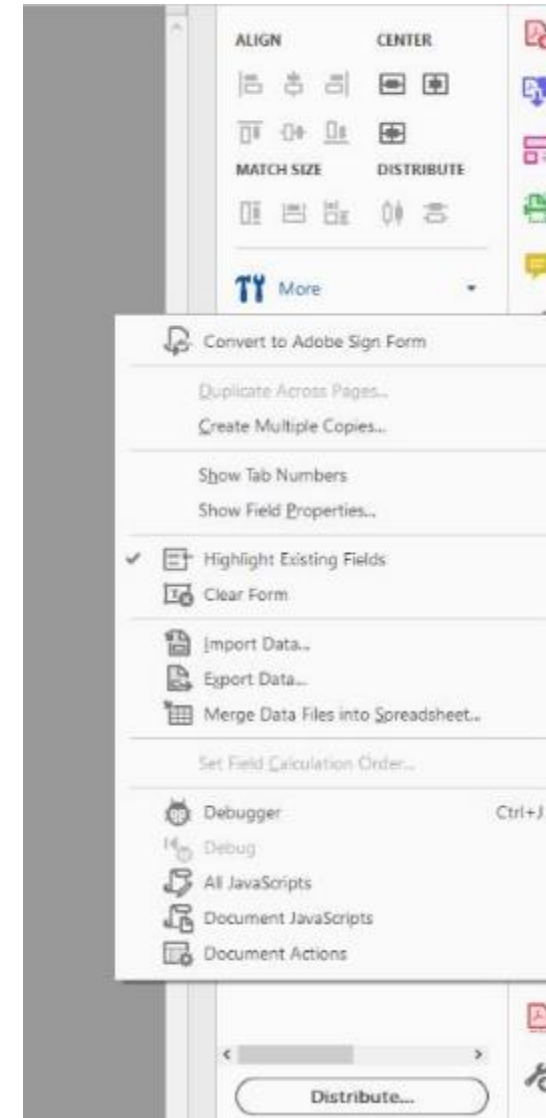 ALIGN CENTER
MATCH SIZE DISTRIBUTE
More
Convert to Adobe Sign Form
Duplicate Across Pages...
Create Multiple Copies...
Show Tab Numbers
Show Field Properties...
Highlight Existing Fields
Clear Form
Import Data...
Export Data...
Merge Data Files into Spreadsheet...
Set Field Calculation Order...
Debugger Ctrl+J
Debug
All JavaScripts
Document JavaScripts
Document Actions
Distribute...